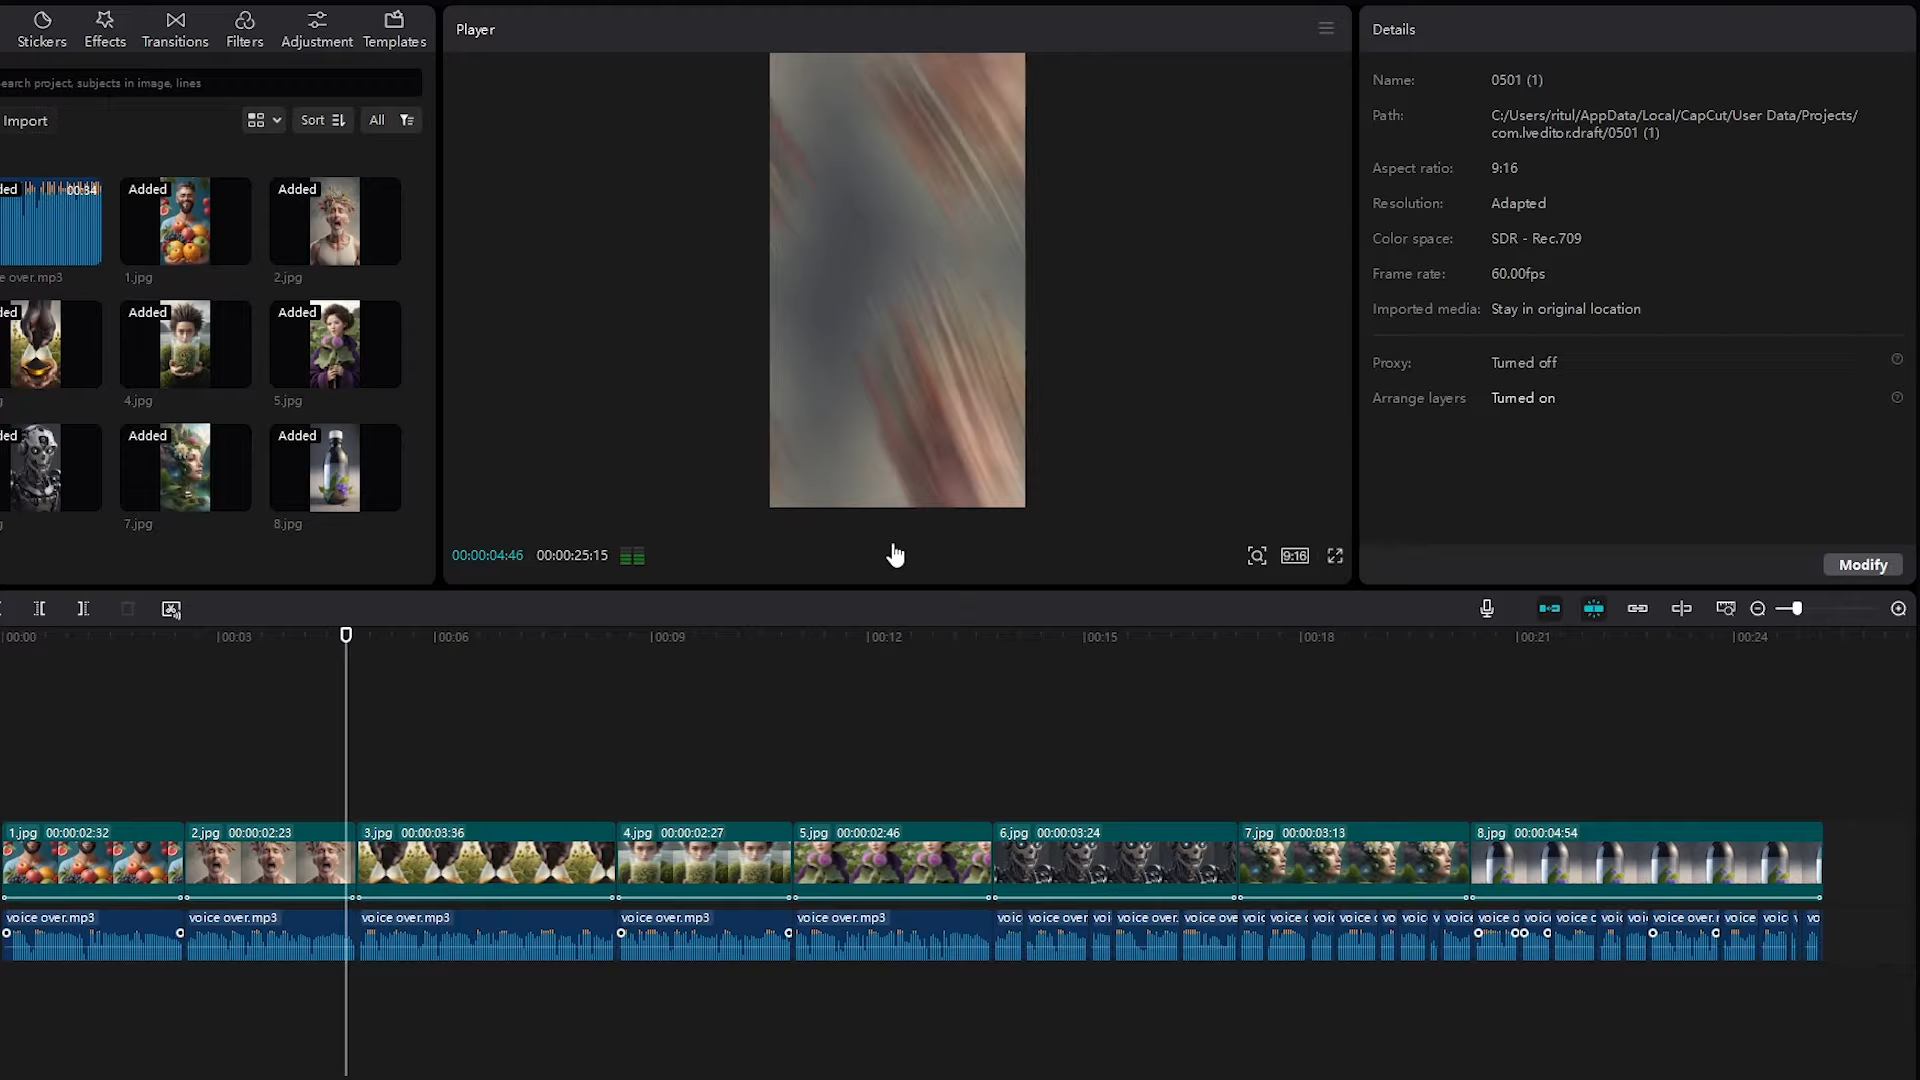 Stickers
Effects
Transitions
Filters
Adjustment
Templates
earch project, subjects in image, lines
Import
Sort
All
00:34
e over.mp3
Added
1.jpg
Added
2.jpg
Added
4.jpg
Added
5.jpg
Added
7.jpg
Added
8.jpg
Player
00:00:04:46 00:00:25:15
9:16
Details
Name: 0501 (1)
Path: C:/Users/ritul/AppData/Local/CapCut/User Data/Projects/
com.lveditor.draft/0501 (1)
Aspect ratio: 9:16
Resolution: Adapted
Color space: SDR - Rec.709
Frame rate: 60.00fps
Imported media: Stay in original location
Proxy: Turned off
Arrange layers Turned on
Modify
00:00 00:03 00:06 00:09 00:12 00:15 00:18 00:21 00:24
1.jpg 00:00:02:32 2.jpg 00:00:02:23 3.jpg 00:00:03:36 4.jpg 00:00:02:27 5.jpg 00:00:02:46 6.jpg 00:00:03:24 7.jpg 00:00:03:13 8.jpg 00:00:04:54
voice over.mp3 voice over.mp3 voice over.mp3 voice over.mp3 voice over.mp3